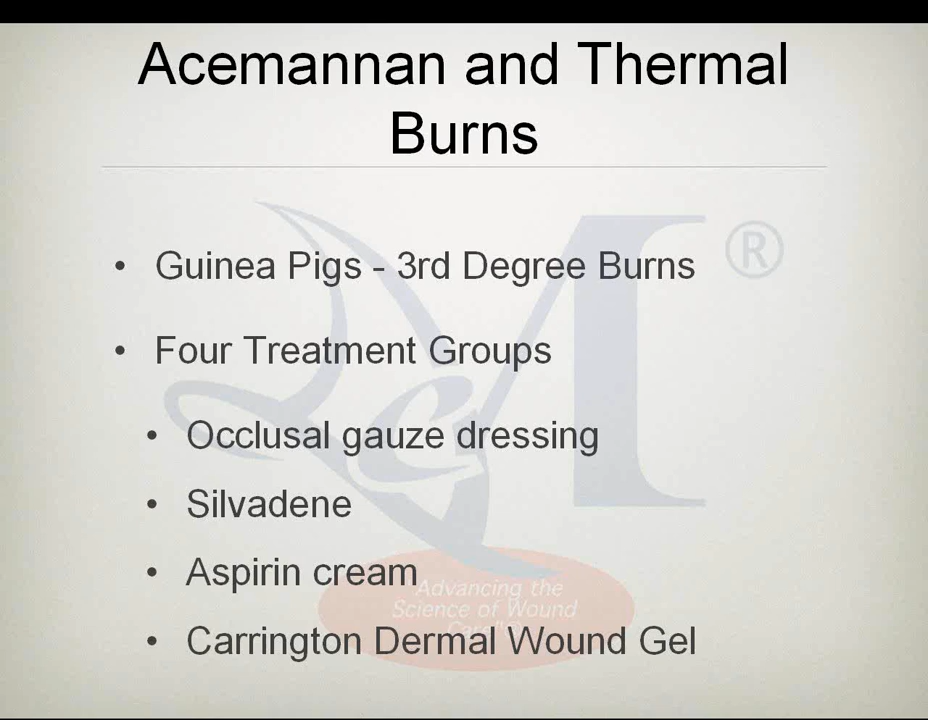 Acemannan and Thermal
Burns
®
• Guinea Pigs - 3rd Degree Burns
• Four Treatment Groups
• Occlusal gauze dressing
• Silvadene
• Aspirin cream
"Advancing the
Science of Wound
Care"
• Carrington Dermal Wound Gel